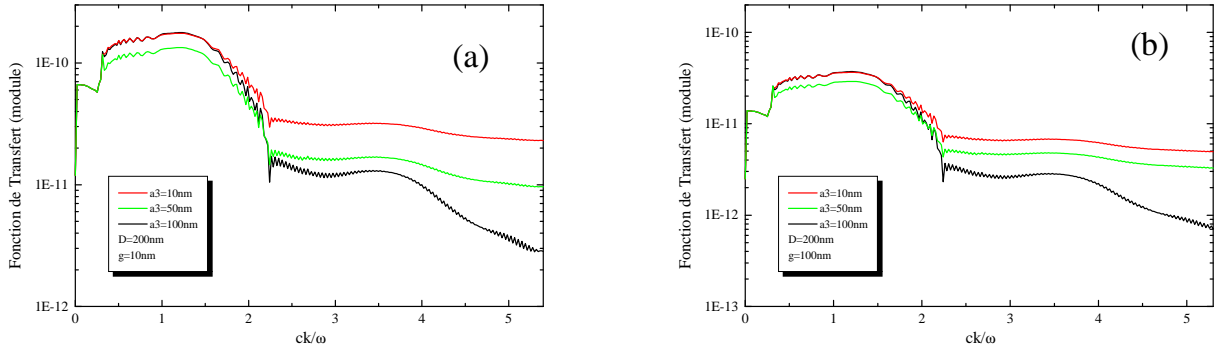 (a)
Fonction de Transfért (module)
1E-10
1E-11
1E-12
a3=10nm
a3=50nm
a3=100nm
D=200nm
g=10nm
0 1 2 3 4 5
ck/ω
(b)
Fonction de Transfért (module)
1E-10
1E-11
1E-12
1E-13
a3=10nm
a3=50nm
a3=100nm
D=200nm
g=100nm
0 1 2 3 4 5
ck/ω